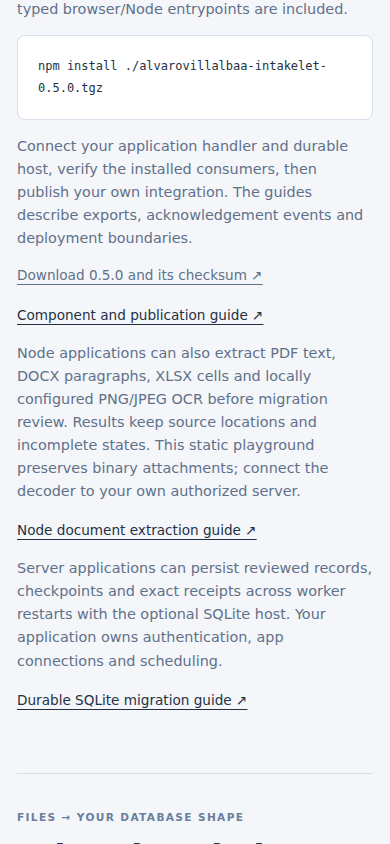 typed browser/Node entrypoints are included.
npm install ./alvarovillalbaa-intakelet-
0.5.0.tgz
Connect your application handler and durable
host, verify the installed consumers, then
publish your own integration. The guides
describe exports, acknowledgement events and
deployment boundaries.
Download 0.5.0 and its checksum ↗
Component and publication guide ↗
Node applications can also extract PDF text,
DOCX paragraphs, XLSX cells and locally
configured PNG/JPEG OCR before migration
review. Results keep source locations and
incomplete states. This static playground
preserves binary attachments; connect the
decoder to your own authorized server.
Node document extraction guide ↗
Server applications can persist reviewed records,
checkpoints and exact receipts across worker
restarts with the optional SQLite host. Your
application owns authentication, app
connections and scheduling.
Durable SQLite migration guide ↗
FILES → YOUR DATABASE SHAPE